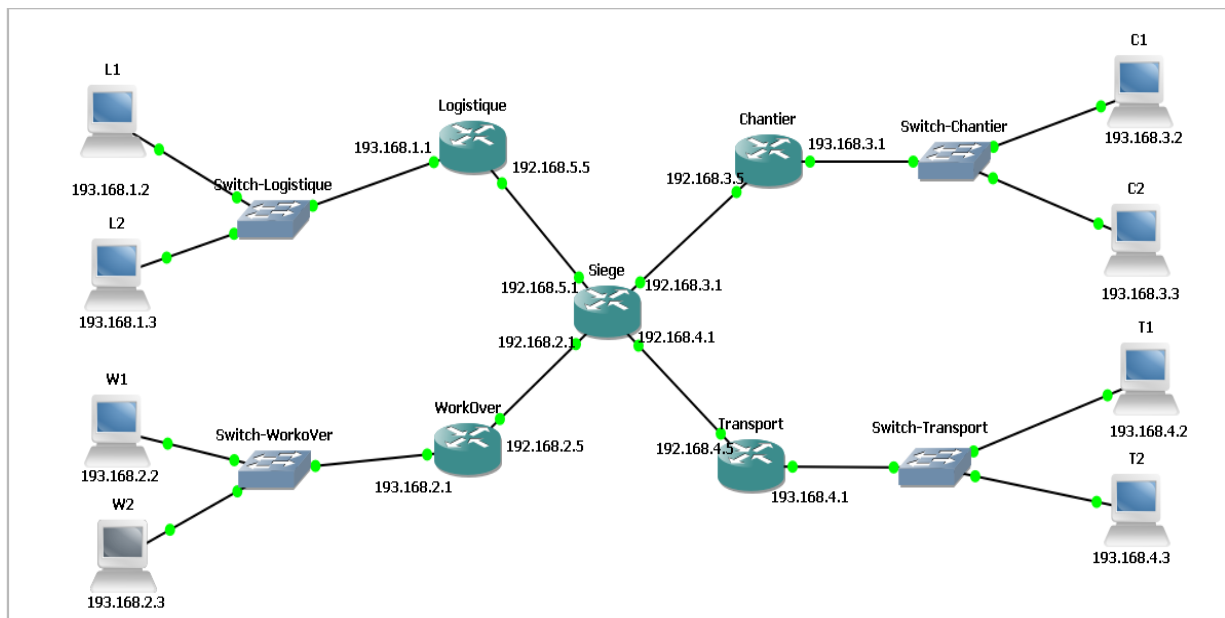 L1
Logistique
193.168.1.1
192.168.5.5
193.168.1.2
Switch-Logistique
L2
193.168.1.3
Chantier
193.168.3.1
Switch-Chantier
C1
193.168.3.2
192.168.3.5
C2
193.168.3.3
Siege
192.168.5.1
192.168.3.1
192.168.2.1
192.168.4.1
W1
193.168.2.2
Switch-WorkoVer
WorkOver
192.168.2.5
193.168.2.1
W2
193.168.2.3
Transport
192.168.4.5
193.168.4.1
Switch-Transport
T1
193.168.4.2
T2
193.168.4.3